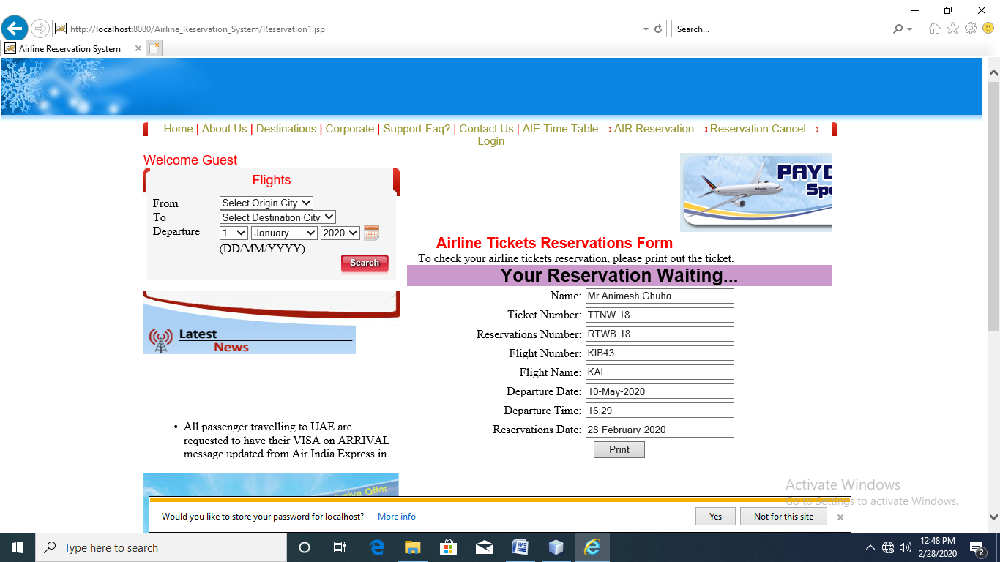 http://localhost:8080/Airline_Reservation_System/Reservation1.jsp
Search...
Airline Reservation System
Home | About Us | Destinations | Corporate | Support-Faq? | Contact Us | AIE Time Table AIR Reservation Reservation Cancel
Login
Welcome Guest
Flights
From Select Origin City
To Select Destination City
Departure 1 January 2020
(DD/MM/YYYY)
Search
Latest
News
• All passenger travelling to UAE are
requested to have their VISA on ARRIVAL
message updated from Air India Express in
Offer
PAYD
Sp
Philippines
Airline Tickets Reservations Form
To check your airline tickets reservation, please print out the ticket.
Your Reservation Waiting...
Name: Mr Animesh Ghuha
Ticket Number: TTNW-18
Reservations Number: RTWB-18
Flight Number: KIB43
Flight Name: KAL
Departure Date: 10-May-2020
Departure Time: 16:29
Reservations Date: 28-February-2020
Print
Activate Windows
Go to Settings to activate Windows.
Would you like to store your password for localhost? More info Yes Not for this site
Type here to search
12:48 PM
2/28/2020
2